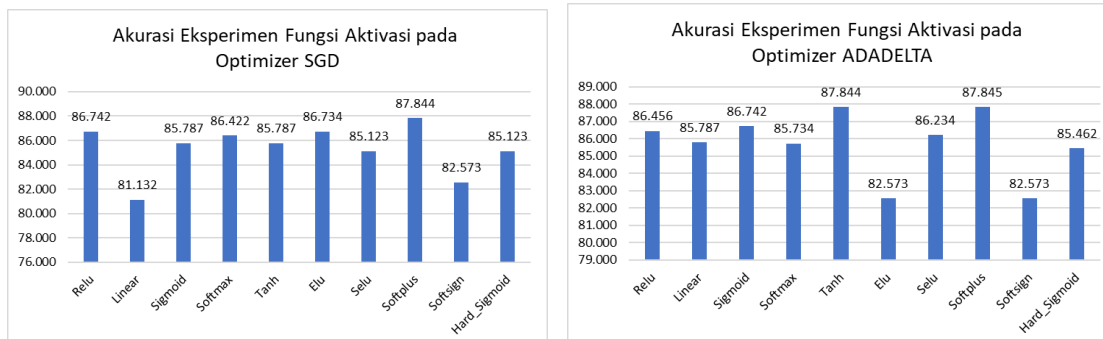 Akurasi Eksperimen Fungsi Aktivasi pada
Optimizer SGD
90.000
88.000
86.000
84.000
82.000
80.000
78.000
76.000
86.742
81.132
85.787
86.422
85.787
86.734
85.123
87.844
82.573
85.123
Relu
Linear
Sigmoid
Softmax
Tanh
Elu
Selu
Softplus
Softsign
Hard_Sigmoid
Akurasi Eksperimen Fungsi Aktivasi pada
Optimizer ADADELTA
89.000
88.000
87.000
86.000
85.000
84.000
83.000
82.000
81.000
80.000
79.000
86.456
85.787
86.742
85.734
87.844
82.573
86.234
87.845
82.573
85.462
Relu
Linear
Sigmoid
Softmax
Tanh
Elu
Selu
Softplus
Softsign
Hard_Sigmoid